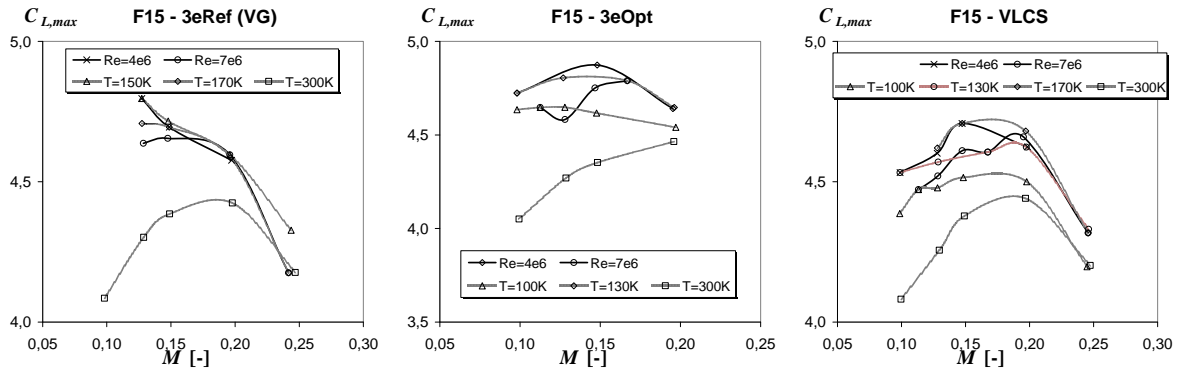 C L,max F15 - 3eRef (VG)
5,0
Re=4e6 Re=7e6
T=150K T=170K T=300K
4,5
4,0
0,05 0,10 0,15 0,20 0,25 0,30
M [-]
C L,max F15 - 3eOpt
5,0
4,5
4,0
Re=4e6 Re=7e6
T=100K T=130K T=300K
3,5
0,05 0,10 0,15 0,20 0,25
M [-]
C L,max F15 - VLCS
5,0
Re=4e6 Re=7e6
T=100K T=130K T=170K T=300K
4,5
4,0
0,05 0,10 0,15 0,20 0,25 0,30
M [-]